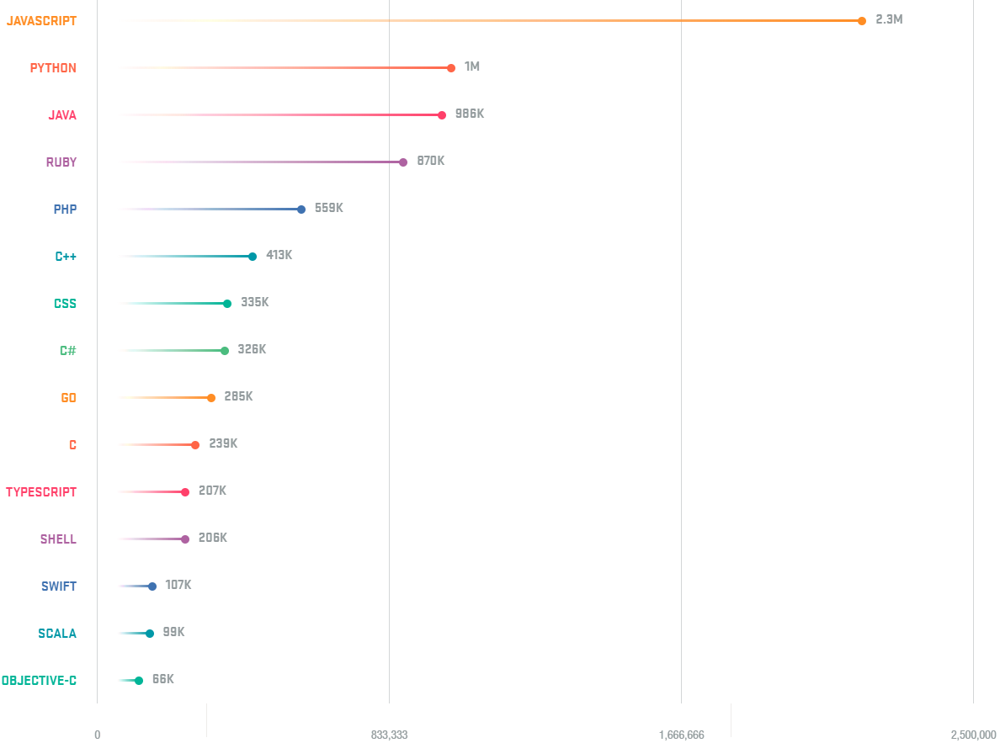 JAVASCRIPT 2.3M
PYTHON 1M
JAVA 986K
RUBY 870K
PHP 559K
C++ 413K
CSS 335K
C# 326K
GO 285K
C 239K
TYPESCRIPT 207K
SHELL 206K
SWIFT 107K
SCALA 99K
OBJECTIVE-C 66K
0 833,333 1,666,666 2,500,000